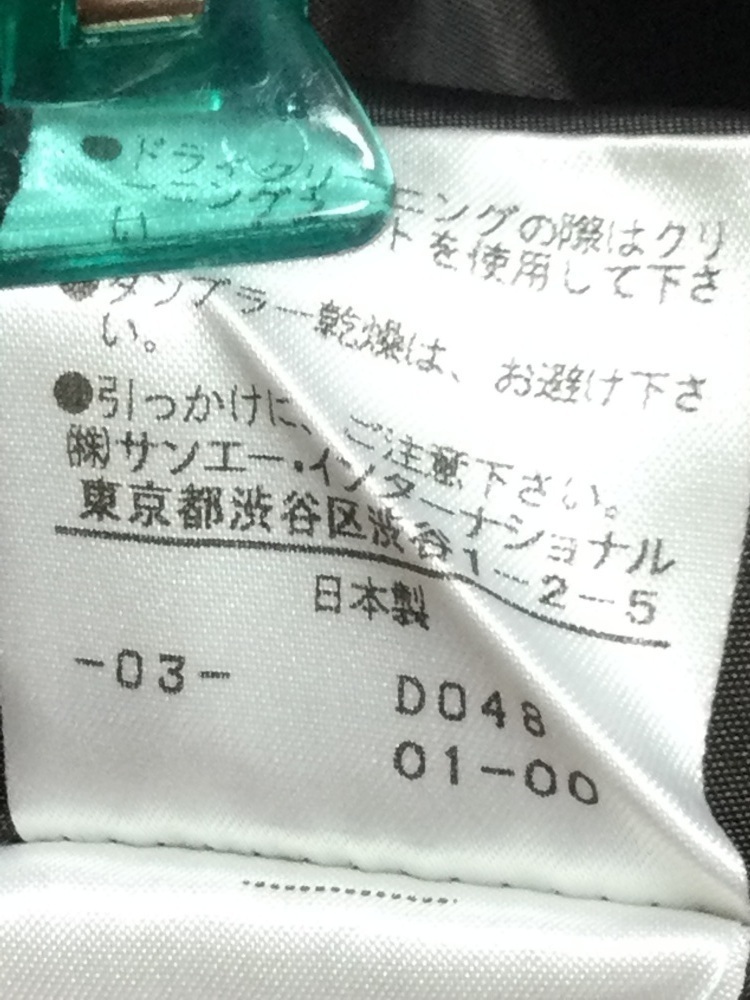 ●ドライクリーニングの際はクリ
ーニングネットを使用して下さ
い
●タンブラー乾燥は、お避け下さ
い。
●引っかけに、ご注意下さい。
㈱サンエー・インターナショナル
東京都渋谷区渋谷1-2-5
日本製
-03-
D048
01-00